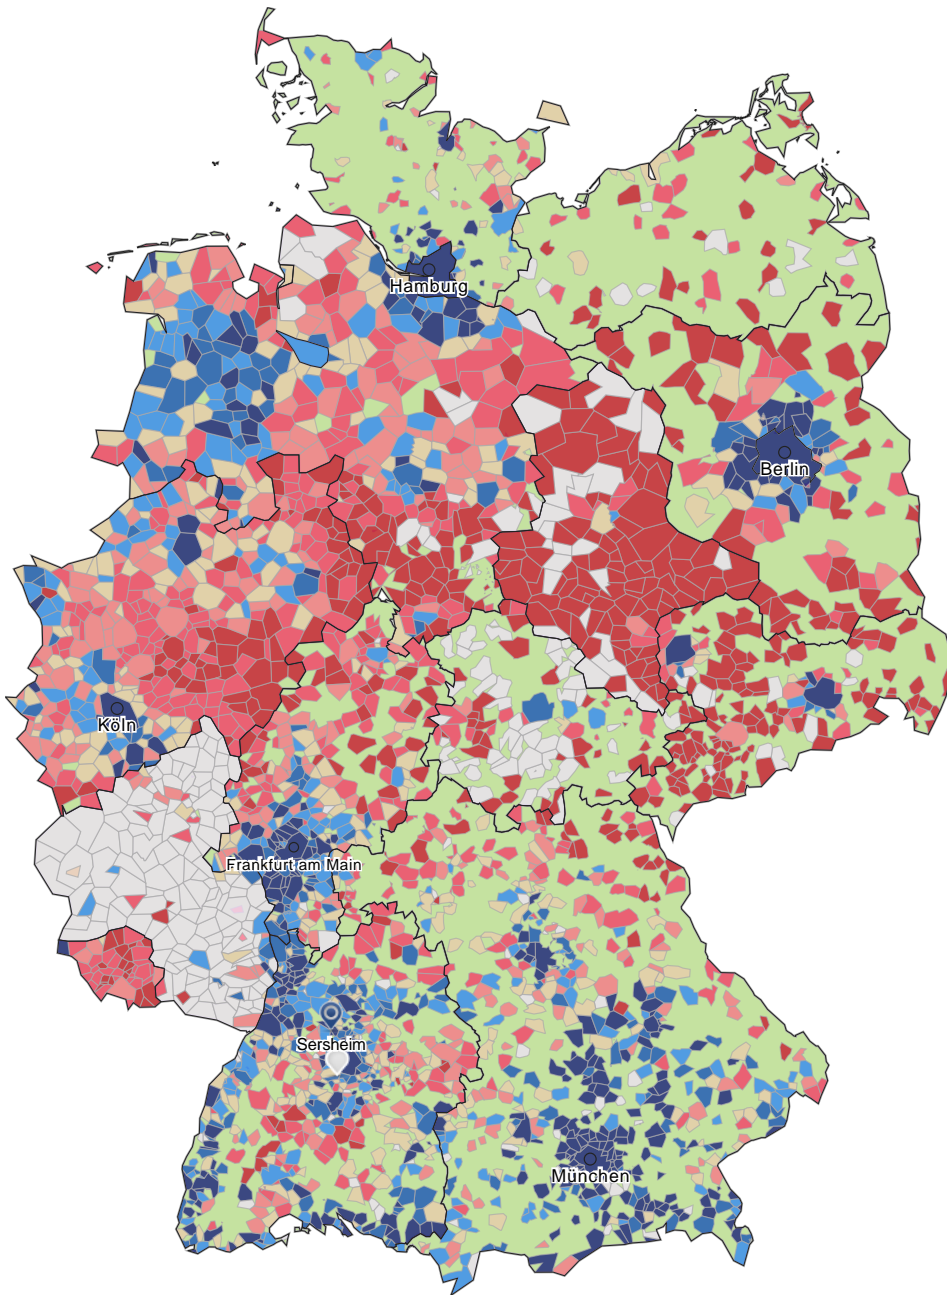 Hamburg
Berlin
Köln
Frankfurt am Main
Sersheim
München